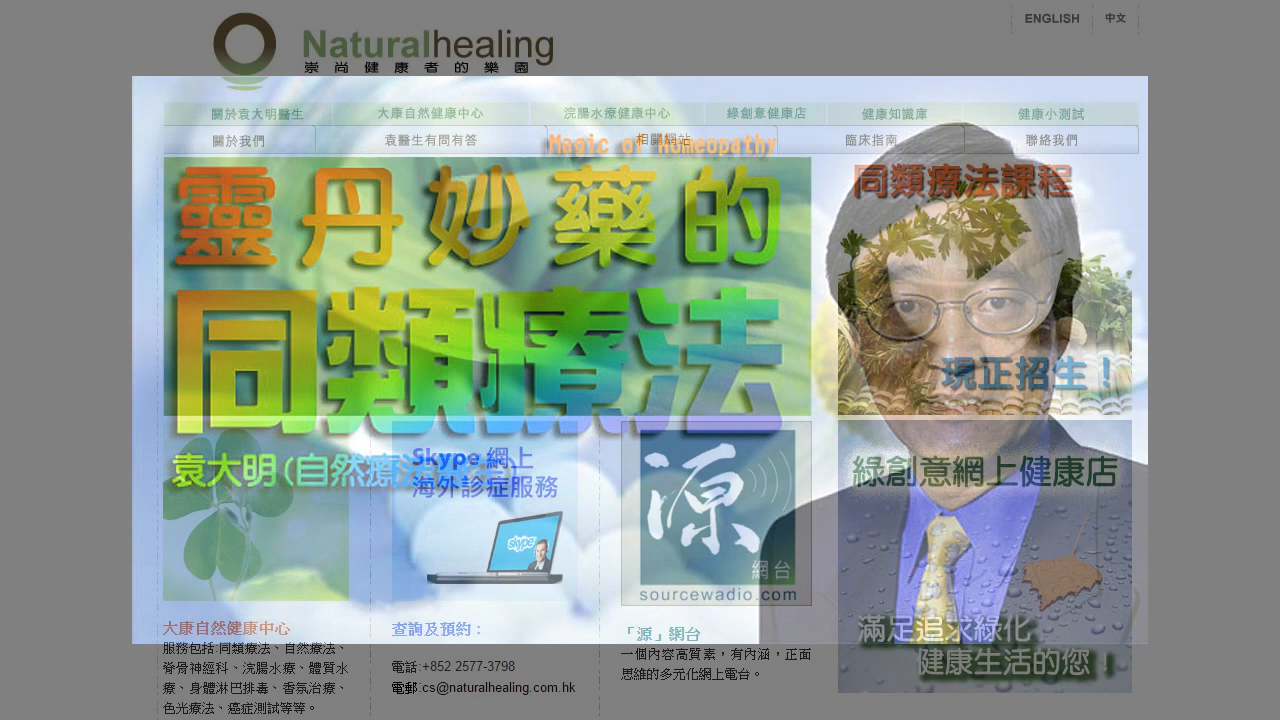 ENGLISH
中文
Naturalhealing
崇尚健康者的樂園
關於袁大明醫生
大康自然健康中心
浣腸水療健康中心
綠創意健康店
健康知識庫
健康小測試
關於我們
袁醫生有問有答
相關網站
臨床指南
聯絡我們
Magic of Homeopathy
靈丹妙藥的
同類療法
袁大明(自然療法
同類療法課程
現正招生！
Skype 網上
海外診症服務
skype
源
網台
sourcewadio.com
綠創意網上健康店
滿足追求綠化
健康生活的您！
大康自然健康中心
服務包括:同類療法、自然療法、
脊骨神經科、浣腸水療、體質水
療、身體淋巴排毒、香薰治療、
色光療法、癌症測試等等。
查詢及預約：
電話:+852 2577-3798
電郵:cs@naturalhealing.com.hk
「源」網台
一個內容高質素，有內涵，正面
思維的多元化網上電台。